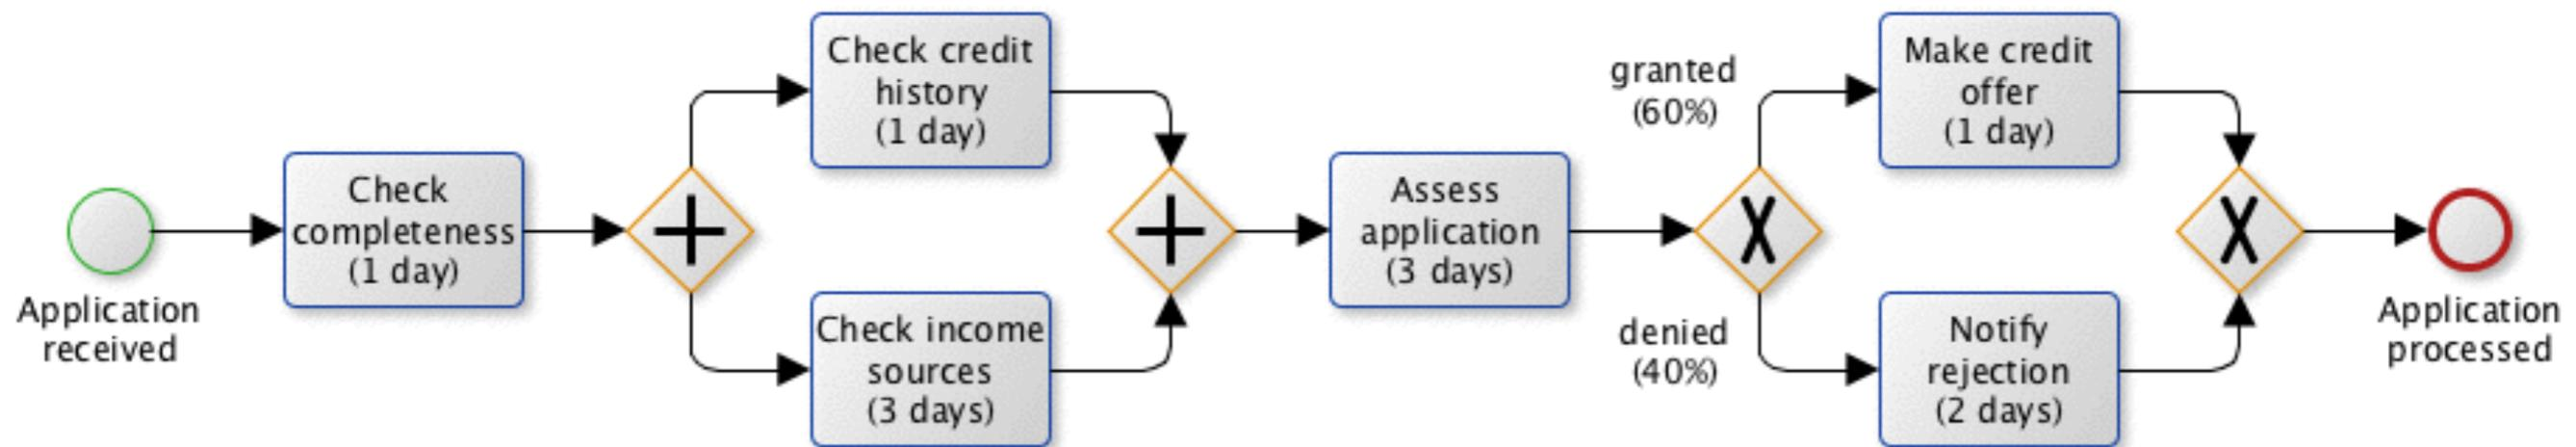 Application
received
Check
completeness
(1 day)
Check credit
history
(1 day)
Check income
sources
(3 days)
Assess
application
(3 days)
granted
(60%)
denied
(40%)
Make credit
offer
(1 day)
Notify
rejection
(2 days)
Application
processed